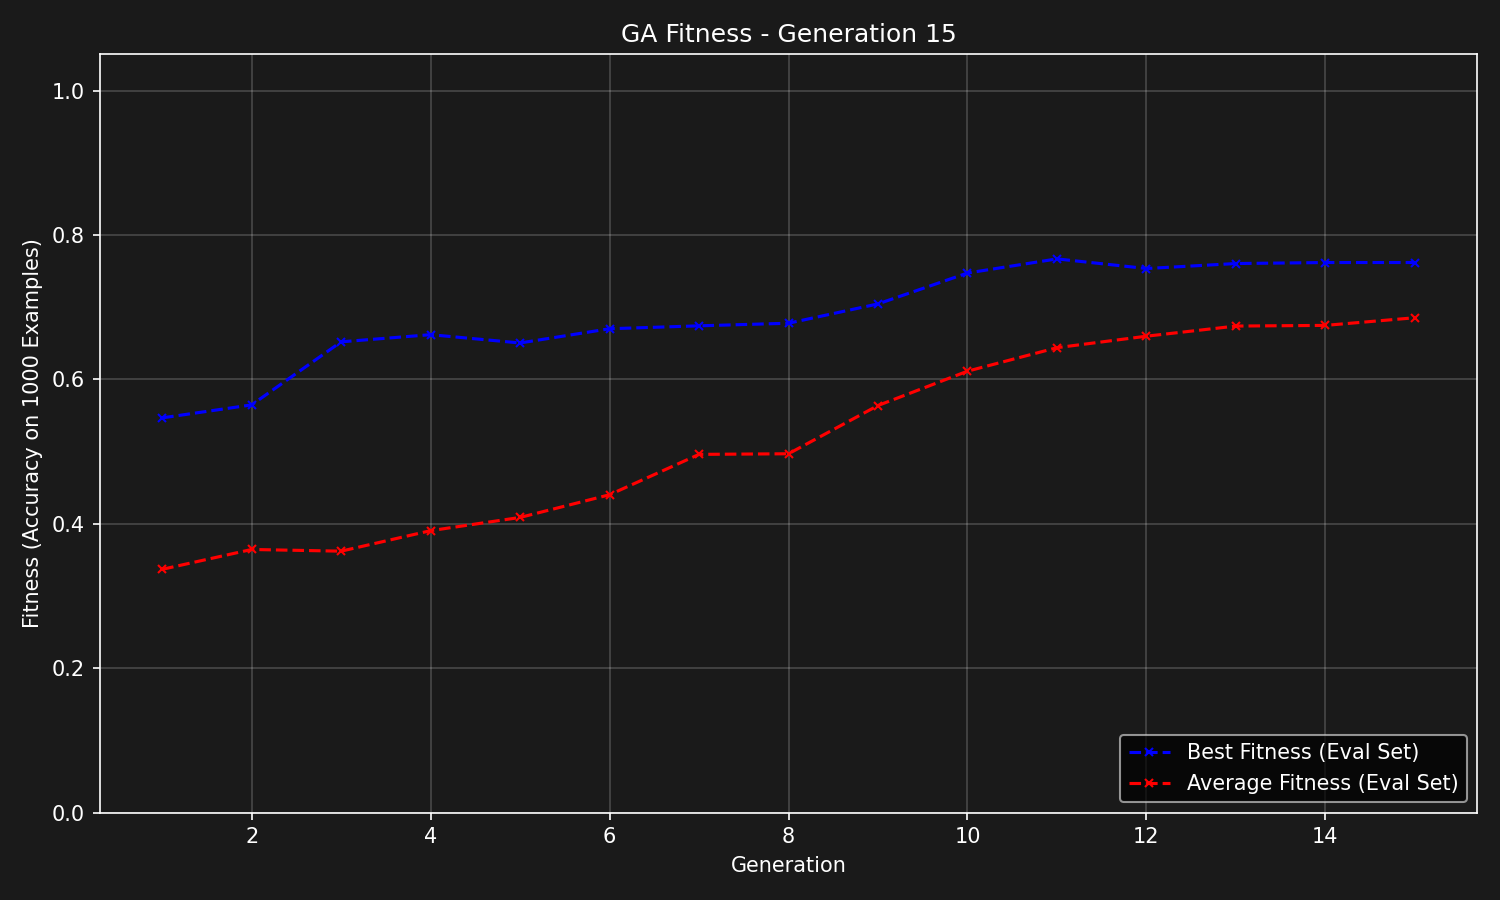 GA Fitness - Generation 15
Fitness (Accuracy on 1000 Examples)
1.0
0.8
0.6
0.4
0.2
0.0
2 4 6 8 10 12 14
Generation
Best Fitness (Eval Set)
Average Fitness (Eval Set)